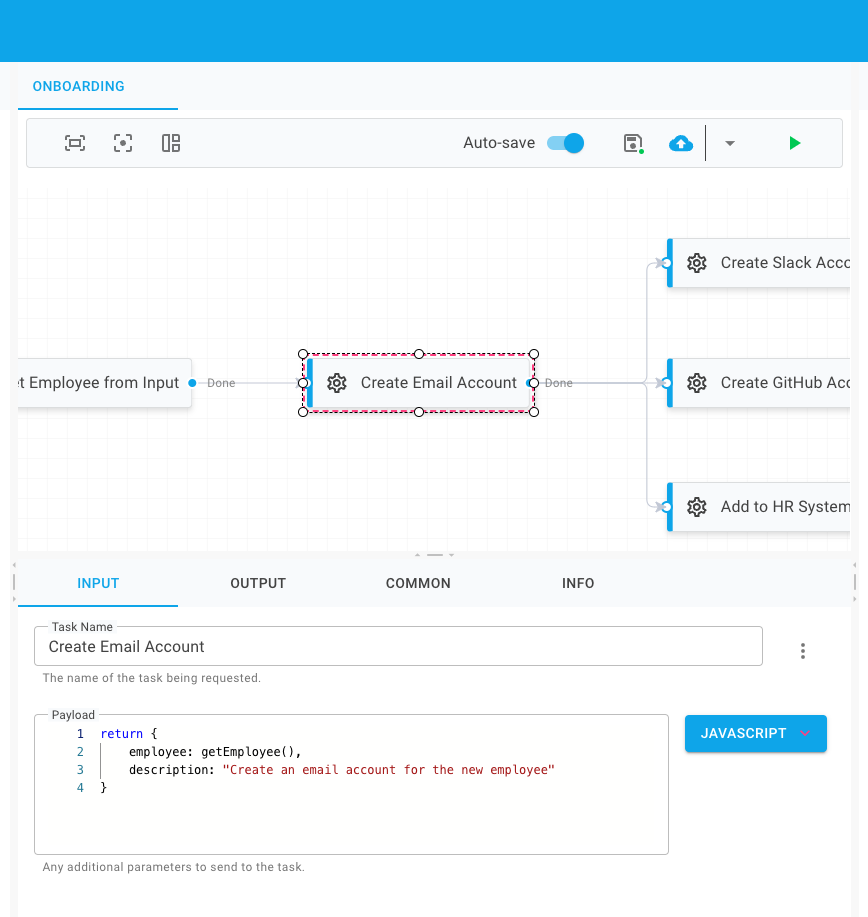 ONBOARDING
Auto-save
Create Slack Acco
et Employee from Input
Done
Create Email Account
Done
Create GitHub Acc
Add to HR System
INPUT
OUTPUT
COMMON
INFO
Task Name
Create Email Account
The name of the task being requested.
Payload
1 return {
2 employee: getEmployee(),
3 description: "Create an email account for the new employee"
4 }
JAVASCRIPT
Any additional parameters to send to the task.